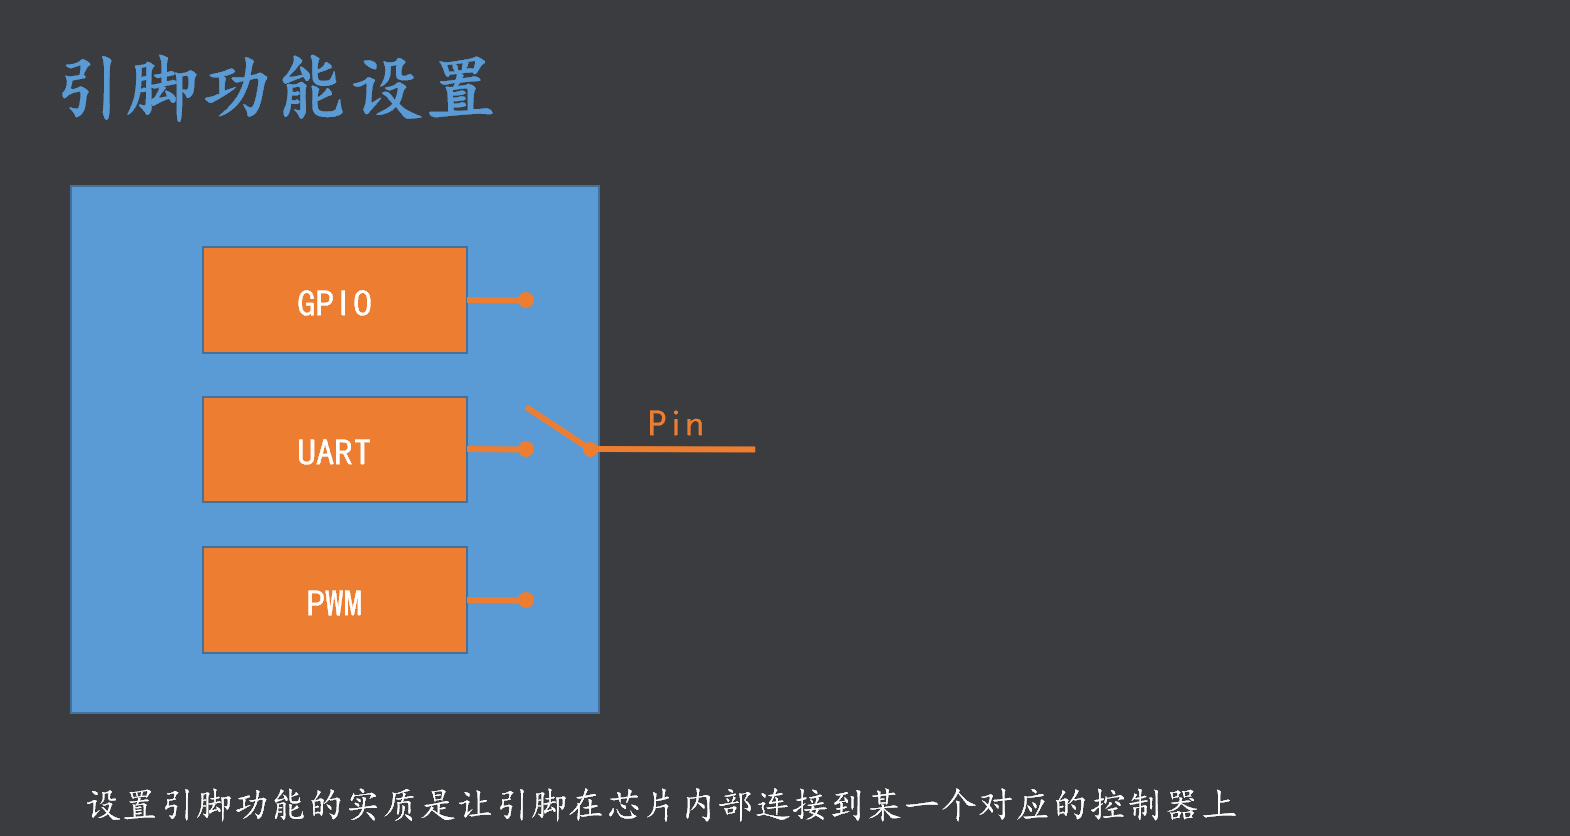 引脚功能设置
GPIO
UART
Pin
PWM
设置引脚功能的实质是让引脚在芯片内部连接到某一个对应的控制器上